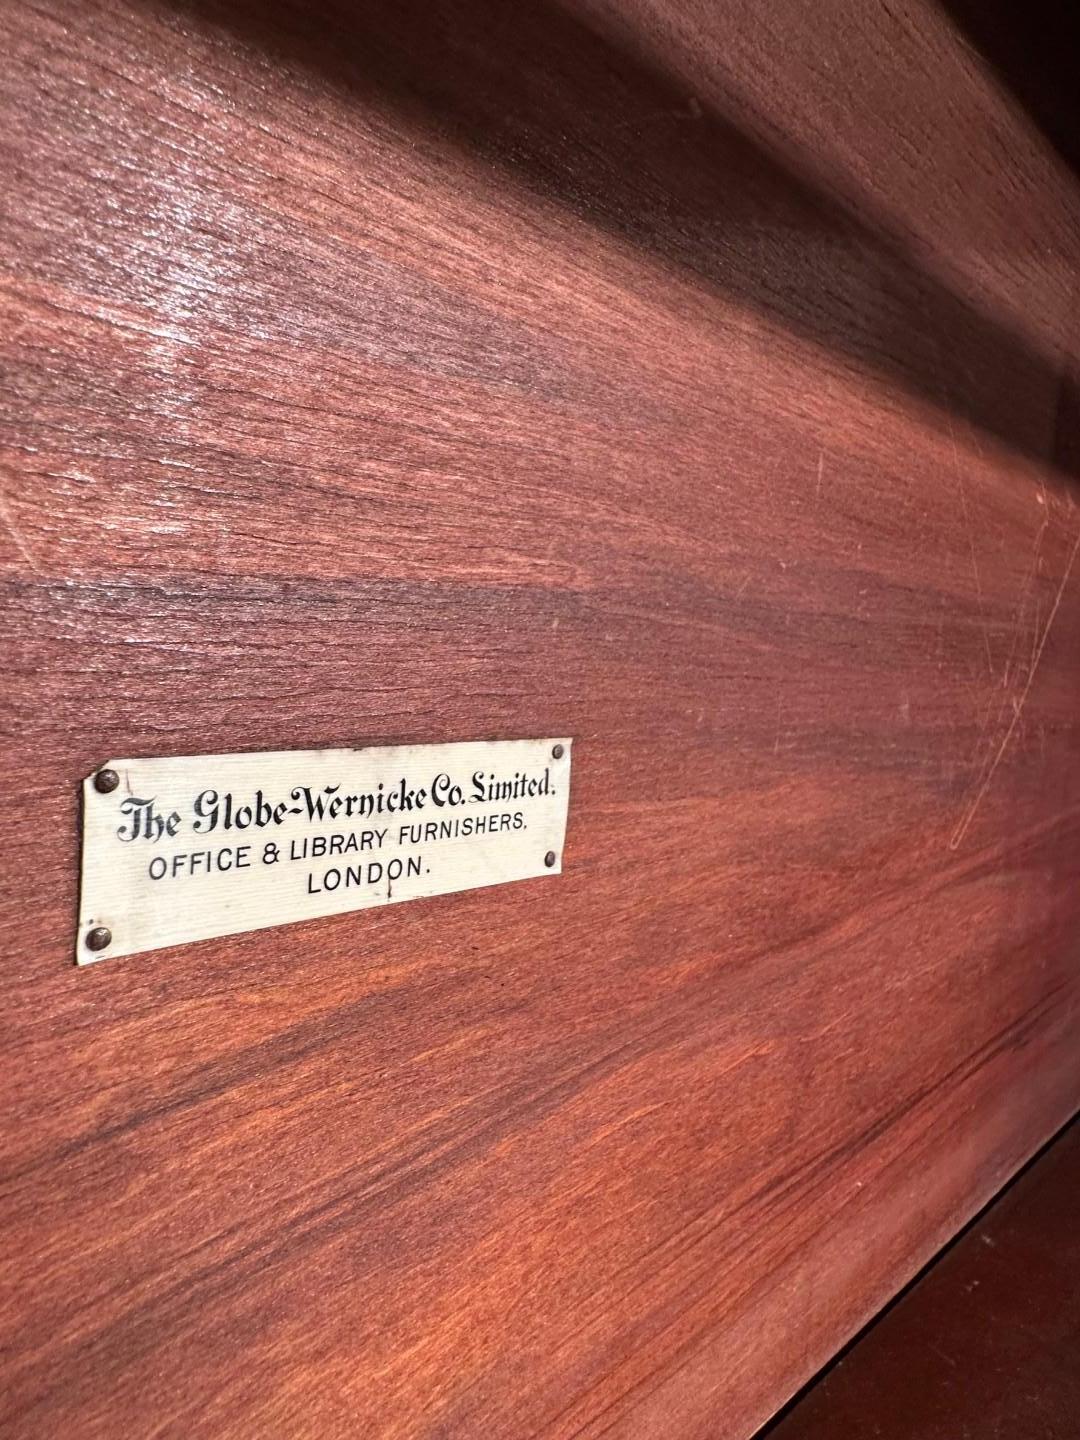 The Globe-Wernicke Co. Limited.
OFFICE & LIBRARY FURNISHERS,
LONDON.